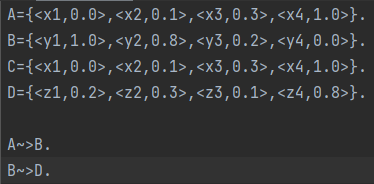 A={<x1,0.0>,<x2,0.1>,<x3,0.3>,<x4,1.0>}.
B={<y1,1.0>,<y2,0.8>,<y3,0.2>,<y4,0.0>}.
C={<x1,0.0>,<x2,0.1>,<x3,0.3>,<x4,1.0>}.
D={<z1,0.2>,<z2,0.3>,<z3,0.1>,<z4,0.8>}.
A~>B.
B~>D.